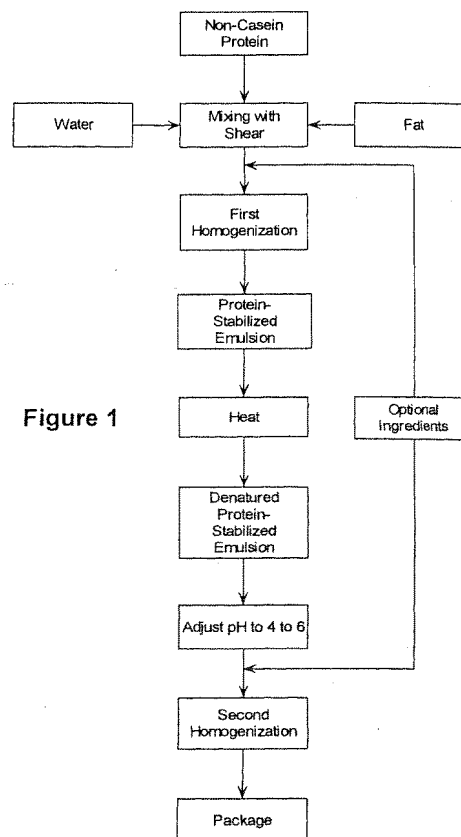 Non-Casein
Protein
Water
Mixing with
Shear
Fat
First
Homogenization
Protein-
Stabilized
Emulsion
Figure 1
Heat
Optional
Ingredients
Denatured
Protein-
Stabilized
Emulsion
Adjust pH to 4 to 6
Second
Homogenization
Package